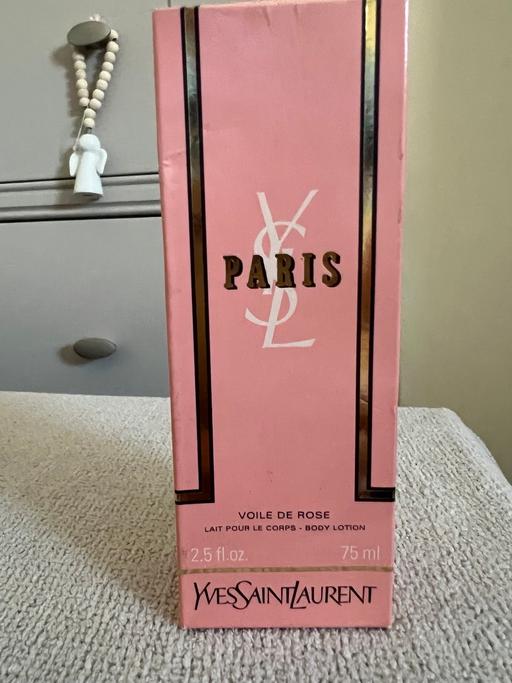 YSL
PARIS
VOILE DE ROSE
LAIT POUR LE CORPS - BODY LOTION
2.5 fl.oz. 75 ml
YVESSAINTLAURENT